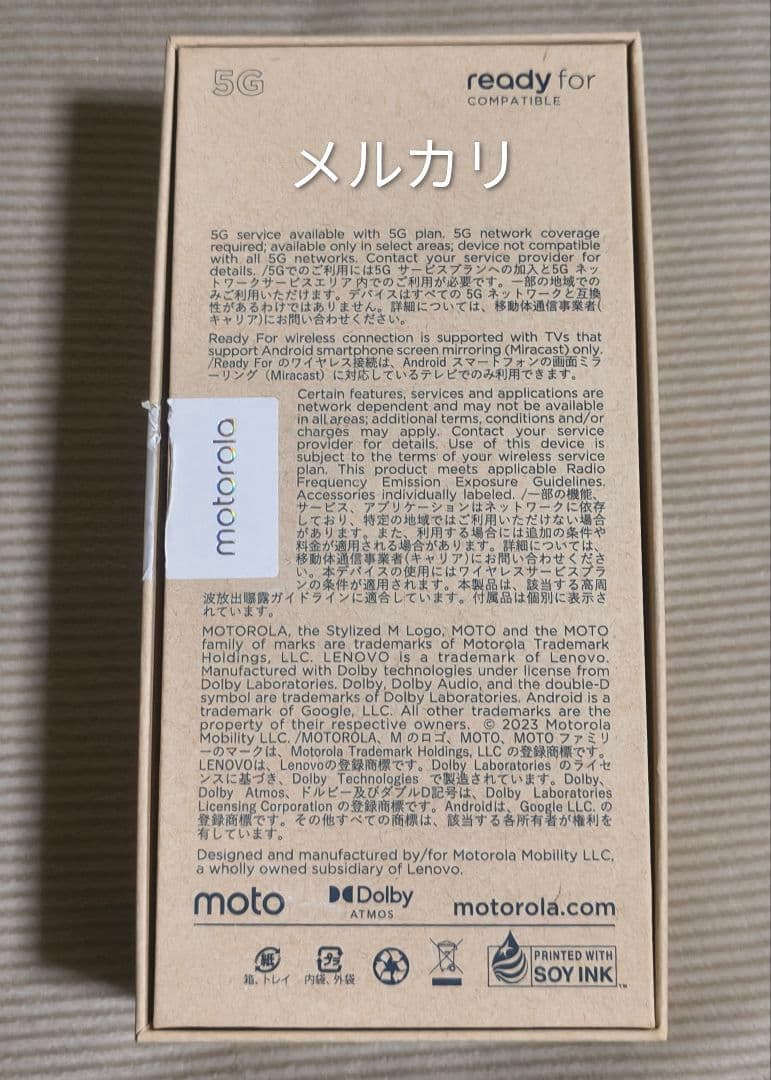 5G
ready for
COMPATIBLE
メルカリ
5G service available with 5G plan. 5G network coverage
required; available only in select areas; device not compatible
with all 5G networks. Contact your service provider for
details. /5Gでのご利用には5G サービスプランへの加入と5G ネッ
トワークサービスエリア内でのご利用が必要です。一部の地域での
みご利用いただけます。デバイスはすべての 5G ネットワークと互換
性があるわけではありません。詳細については、移動体通信事業者(
キャリア)にお問い合わせください。
Ready For wireless connection is supported with TVs that
support Android smartphone screen mirroring (Miracast) only.
/Ready For のワイヤレス接続は、Android スマートフォンの画面ミラ
ーリング（Miracast）に対応しているテレビでのみ利用できます。
Certain features, services and applications are
network dependent and may not be available
in all areas; additional terms, conditions and/or
charges may apply. Contact your service
provider for details. Use of this device is
subject to the terms of your wireless service
plan. This product meets applicable Radio
Frequency Emission Exposure Guidelines.
Accessories individually labeled. /一部の機能、
サービス、アプリケーションはネットワークに依存
しており、特定の地域ではご利用いただけない場合
があります。また、利用する場合には追加の条件や
料金が適用される場合があります。詳細については、
移動体通信事業者(キャリア)にお問い合わせくださ
い。本デバイスの使用にはワイヤレスサービスプラ
ンの条件が適用されます。本製品は、該当する高周
波放出曝露ガイドラインに適合しています。付属品は個別に表示さ
れています。
motorola
MOTOROLA, the Stylized M Logo, MOTO and the MOTO
family of marks are trademarks of Motorola Trademark
Holdings, LLC. LENOVO is a trademark of Lenovo.
Manufactured with Dolby technologies under license from
Dolby Laboratories. Dolby, Dolby Audio, and the double-D
symbol are trademarks of Dolby Laboratories. Android is a
trademark of Google, LLC. All other trademarks are the
property of their respective owners. © 2023 Motorola
Mobility LLC. /MOTOROLA、M のロゴ、MOTO、MOTO ファミリ
ーのマークは、Motorola Trademark Holdings, LLC の登録商標です。
LENOVOは、Lenovoの登録商標です。Dolby Laboratories のライセ
ンスに基づき、Dolby Technologies で製造されています。Dolby、
Dolby Atmos、ドルビー及びダブルD記号は、Dolby Laboratories
Licensing Corporation の登録商標です。Androidは、Google LLC. の
登録商標です。その他すべての商標は、該当する各所有者が権利を
有しています。
Designed and manufactured by/for Motorola Mobility LLC,
a wholly owned subsidiary of Lenovo.
moto
Dolby
ATMOS
motorola.com
紙
箱、トレイ
プラ
内袋、外袋
PRINTED WITH
SOY INK™